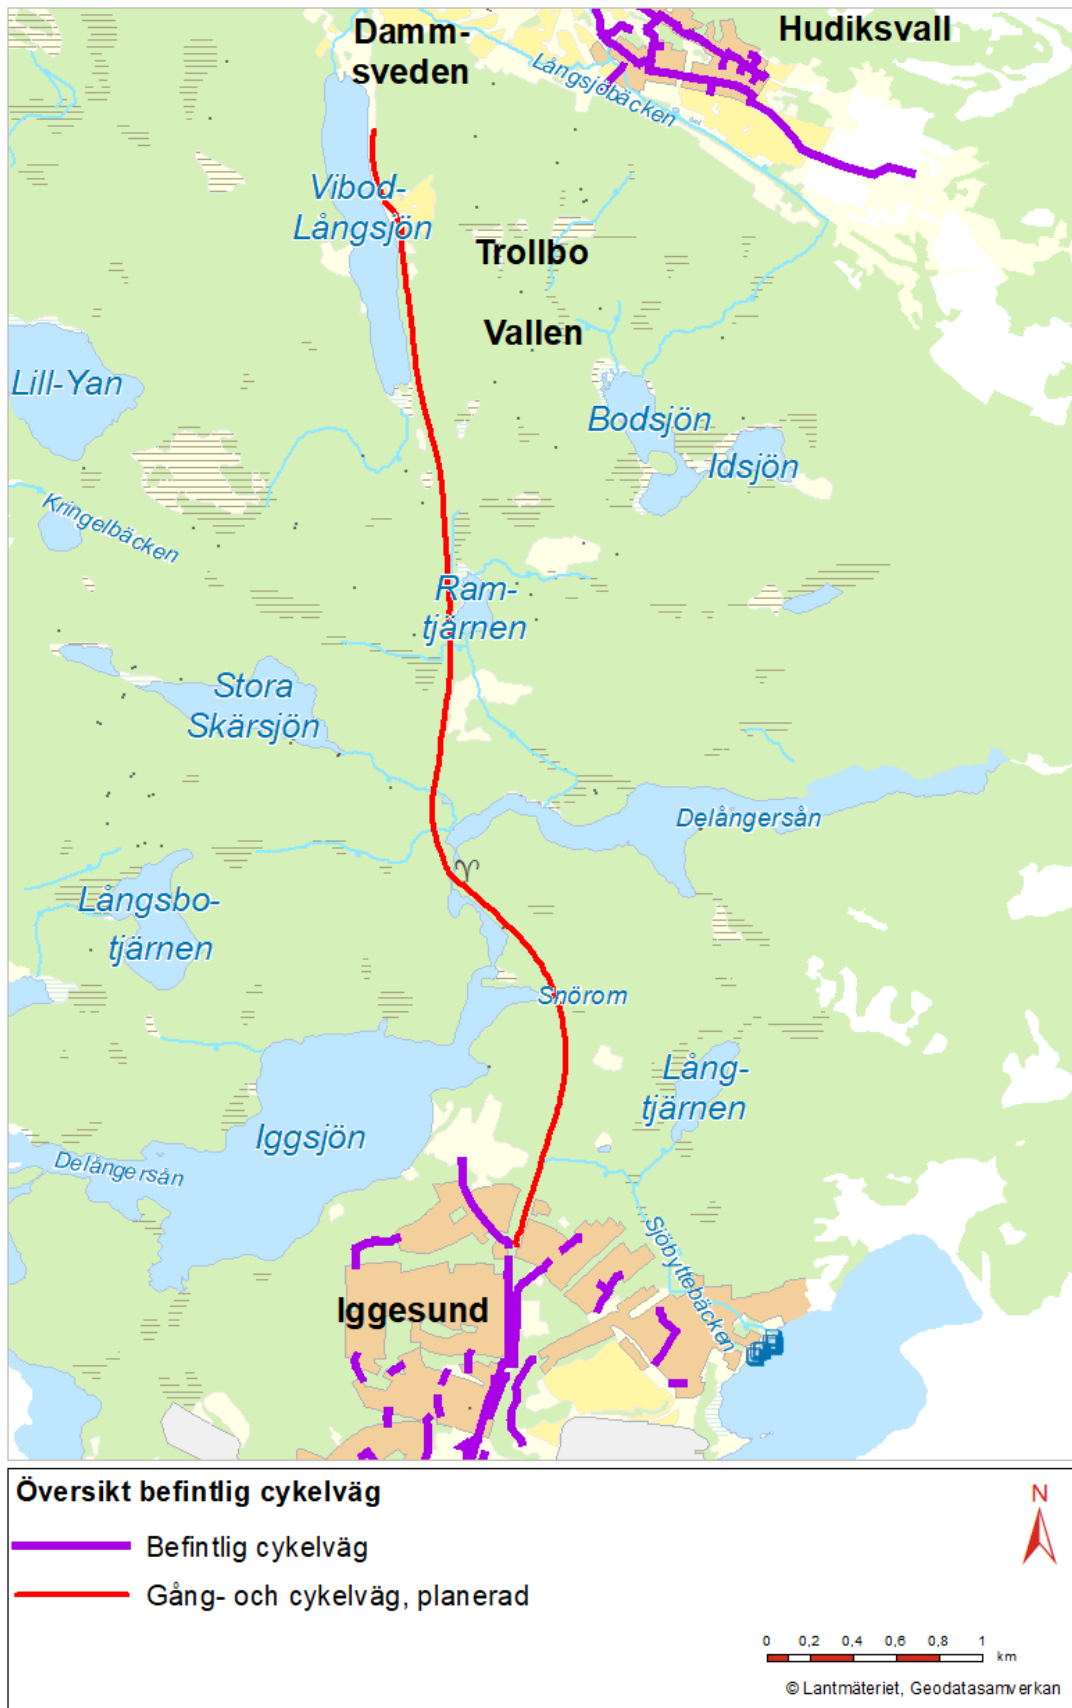 Damm-
sveden
Hudiksvall
Långsjöbäcken
Vibod-
Långsjön
Trollbo
Vallen
Lill-Yan
Bodsjön
Idsjön
Kringelbäcken
Ram-
tjärnen
Stora
Skärsjön
Delångersån
Långsbo-
tjärnen
Snörom
Lång-
tjärnen
Iggsjön
Delångersån
Sjöbyttebäcken
Iggesund
Översikt befintlig cykelväg
Befintlig cykelväg
Gång- och cykelväg, planerad
N
0 0,2 0,4 0,6 0,8 1
km
© Lantmäteriet, Geodatasamverkan